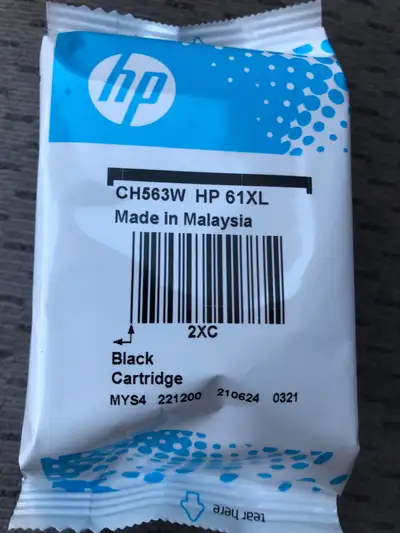 hp
CH563W HP 61XL
Made in Malaysia
2XC
Black
Cartridge
MYS4 221200 210624 0321
tear here